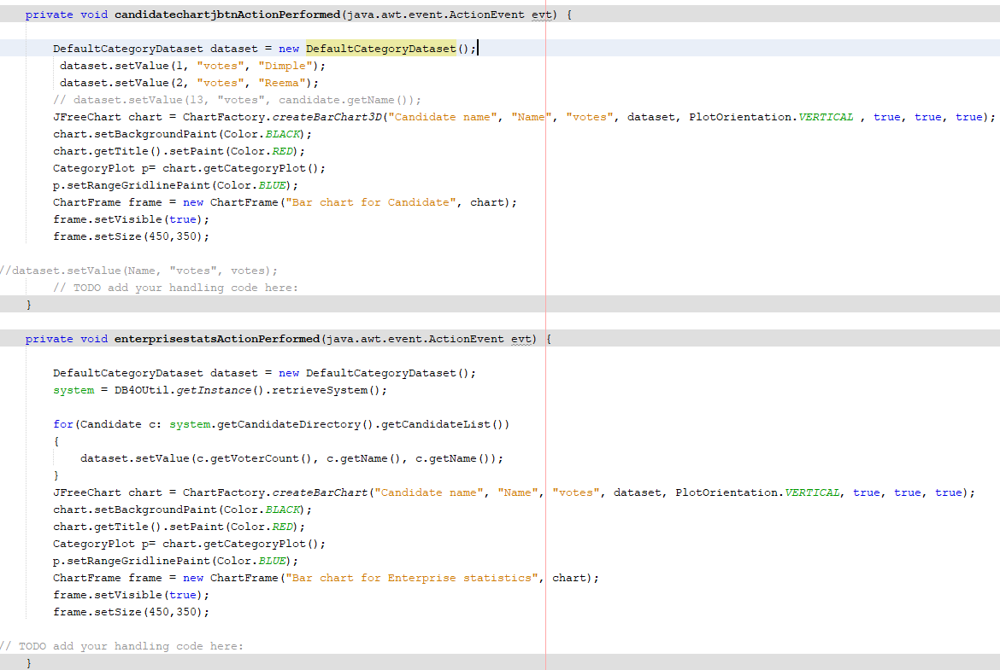 private void candidatechartjbtnActionPerformed(java.awt.event.ActionEvent evt) {
DefaultCategoryDataset dataset = new DefaultCategoryDataset();
dataset.setValue(1, "votes", "Dimple");
dataset.setValue(2, "votes", "Reema");
// dataset.setValue(13, "votes", candidate.getName());
JFreeChart chart = ChartFactory.createBarChart3D("Candidate name", "Name", "votes", dataset, PlotOrientation.VERTICAL , true, true, true);
chart.setBackgroundPaint(Color.BLACK);
chart.getTitle().setPaint(Color.RED);
CategoryPlot p= chart.getCategoryPlot();
p.setRangeGridlinePaint(Color.BLUE);
ChartFrame frame = new ChartFrame("Bar chart for Candidate", chart);
frame.setVisible(true);
frame.setSize(450,350);
//dataset.setValue(Name, "votes", votes);
// TODO add your handling code here:
}
private void enterprisestatsActionPerformed(java.awt.event.ActionEvent evt) {
DefaultCategoryDataset dataset = new DefaultCategoryDataset();
system = DB4OUtil.getInstance().retrieveSystem();
for(Candidate c: system.getCandidateDirectory().getCandidateList())
{
dataset.setValue(c.getVoterCount(), c.getName(), c.getName());
}
JFreeChart chart = ChartFactory.createBarChart("Candidate name", "Name", "votes", dataset, PlotOrientation.VERTICAL, true, true, true);
chart.setBackgroundPaint(Color.BLACK);
chart.getTitle().setPaint(Color.RED);
CategoryPlot p= chart.getCategoryPlot();
p.setRangeGridlinePaint(Color.BLUE);
ChartFrame frame = new ChartFrame("Bar chart for Enterprise statistics", chart);
frame.setVisible(true);
frame.setSize(450,350);
// TODO add your handling code here:
}